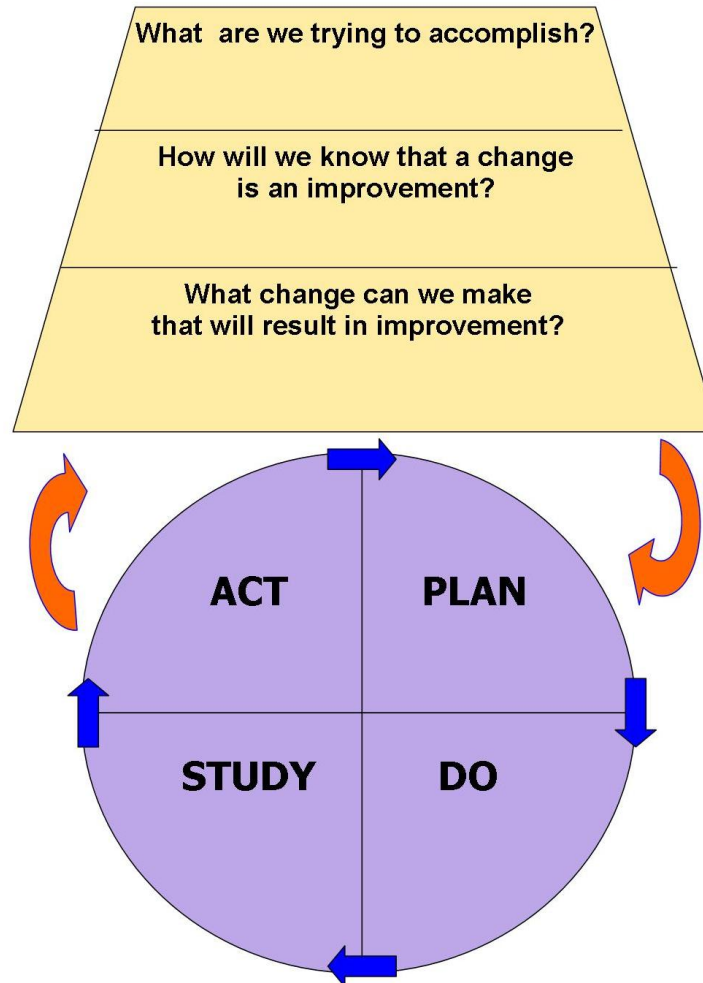 What  are we trying to accomplish?
How will we know that a change
is an improvement?
What change can we make
that will result in improvement?
ACT
PLAN
STUDY
DO